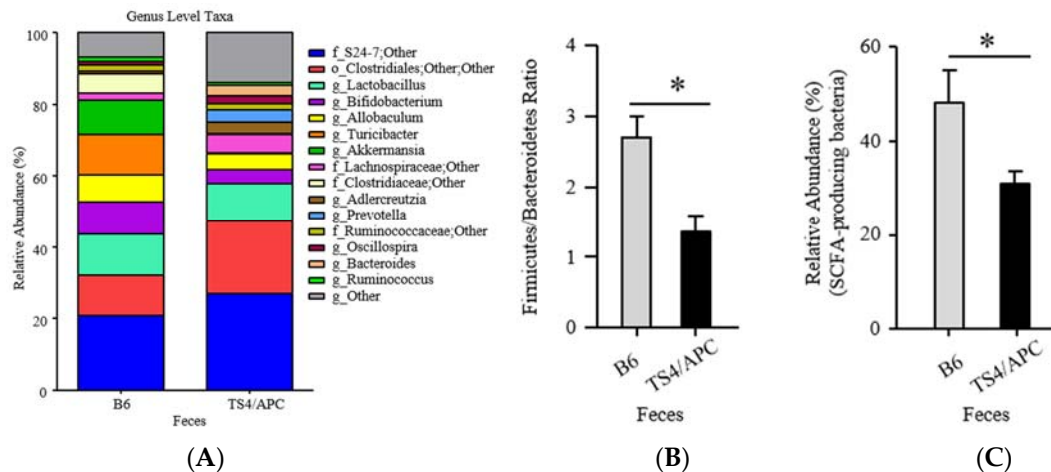 Genus Level Taxa
100
80
60
40
20
0
Relative Abundance (%)
B6
TS4/APC
Feces
f_S24-7;Other
o_Clostridiales;Other;Other
g_Lactobacillus
g_Bifidobacterium
g_Allobaculum
g_Turicibacter
g_Akkermansia
f_Lachnospiraceae;Other
f_Clostridiaceae;Other
g_Adlercreutzia
g_Prevotella
f_Ruminococcaceae;Other
g_Oscillospira
g_Bacteroides
g_Ruminococcus
g_Other
(A)
4
3
2
1
0
Firmicutes/Bacteroidetes Ratio
*
B6
TS4/APC
Feces
(B)
60
40
20
0
Relative Abundance (%)
(SCFA-producing bacteria)
*
B6
TS4/APC
Feces
(C)